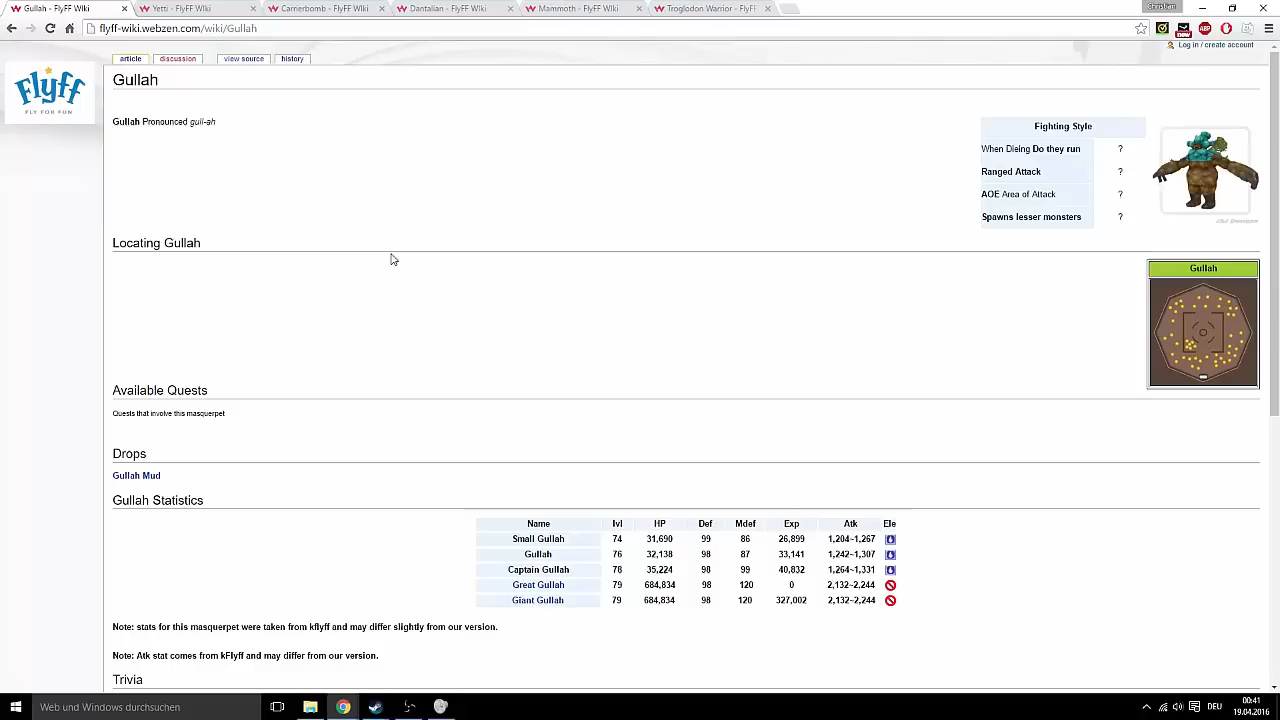 Gullah - FlyFF Wiki
Yetti - FlyFF Wiki
Carrierbomb - FlyFF Wiki
Dantalian - FlyFF Wiki
Mammoth - FlyFF Wiki
Troglodon Warrior - FlyF
Christian
flyff-wiki.webzen.com/wiki/Gullah
ABP
Log in / create account
article
discussion
view source
history
Flyff
FLY FOR FUN
Gullah
Gullah Pronounced gull-ah
Fighting Style
When Dieing Do they run ?
Ranged Attack ?
AOE Area of Attack ?
Spawns lesser monsters ?
Locating Gullah
Gullah
Available Quests
Quests that involve this masquerpet
Drops
Gullah Mud
Gullah Statistics
Name lvl HP Def Mdef Exp Atk Ele
Small Gullah 74 31,690 99 86 26,899 1,204~1,267
Gullah 76 32,138 98 87 33,141 1,242~1,307
Captain Gullah 78 35,224 98 99 40,832 1,264~1,331
Great Gullah 79 684,834 98 120 0 2,132~2,244
Giant Gullah 79 684,834 98 120 327,002 2,132~2,244
Note: stats for this masquerpet were taken from kflyff and may differ slightly from our version.
Note: Atk stat comes from kFlyff and may differ from our version.
Trivia
Web und Windows durchsuchen
DEU
00:41
19.04.2016